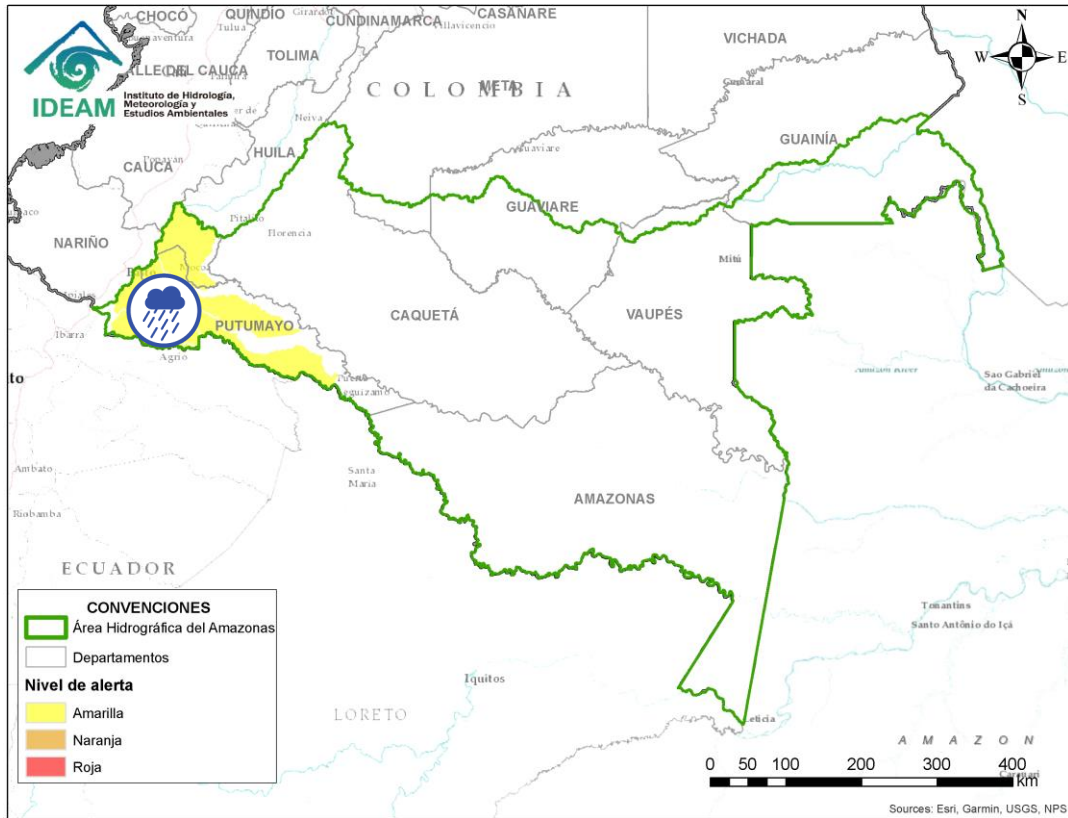 CHOCÓ
QUINDÍO
Girardot
CUNDINAMARCA
CASANARE
Tulua
Villavicencio
VICHADA
N
W
E
S
TOLIMA
VALLE DEL CAUCA
META
COLOMBIA
IDEAM
Instituto de Hidrología,
Meteorología y
Estudios Ambientales
Neiva
HUILA
GUAINÍA
CAUCA
Popayán
GUAVIARE
Pitalito
Florencia
NARIÑO
Mitú
CAQUETÁ
VAUPÉS
PUTUMAYO
Ibarra
Agrio
Sao Gabriel
da Cachoeira
Santa
Maria
Ambato
AMAZONAS
Riobamba
ECUADOR
Tonantins
Santo Antônio do Içá
Iquitos
LORETO
Leticia
AMAZON
CONVENCIONES
Área Hidrográfica del Amazonas
Departamentos
Nivel de alerta
Amarilla
Naranja
Roja
0 50 100 200 300 400
km
Sources: Esri, Garmin, USGS, NPS